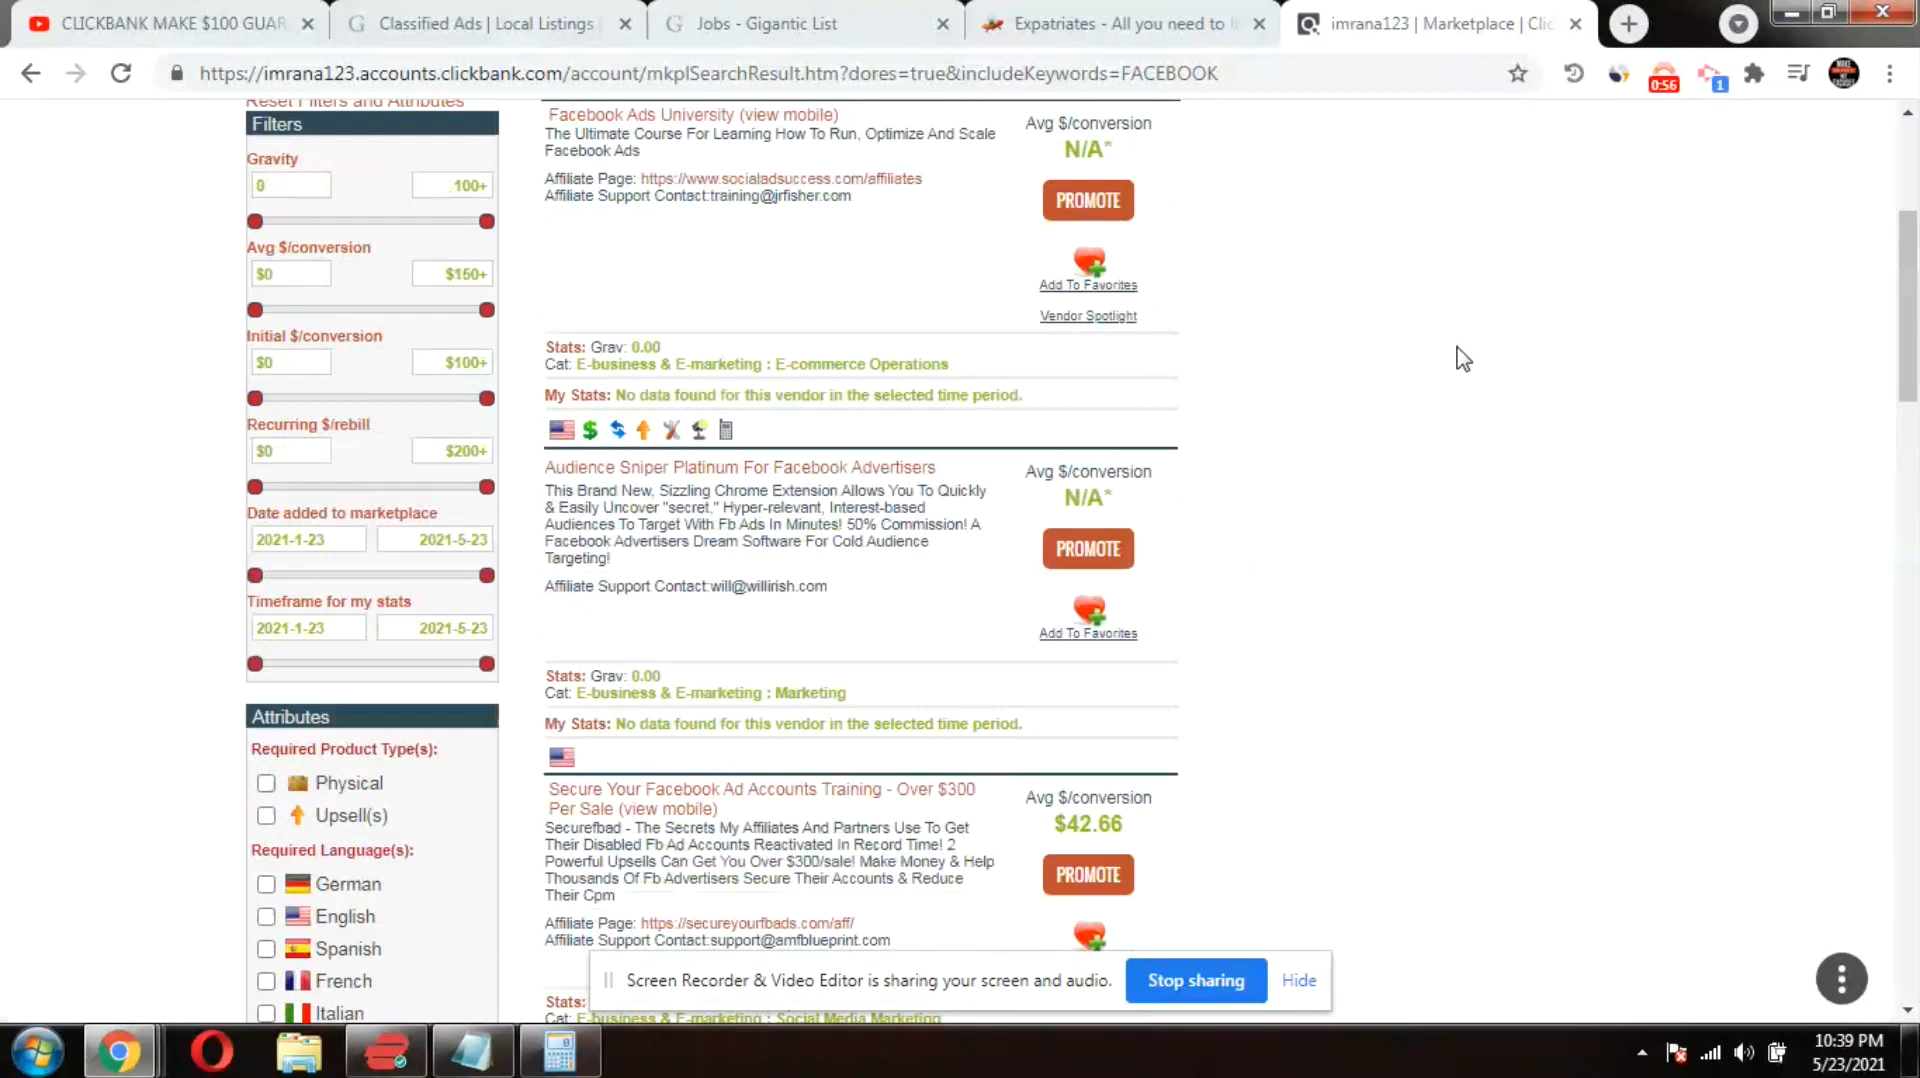 CLICKBANK MAKE $100 GUAR
Classified Ads | Local Listings
Jobs - Gigantic List
Expatriates - All you need to
imrana123 | Marketplace | Clic
https://imrana123.accounts.clickbank.com/account/mkplSearchResult.htm?dores=true&includeKeywords=FACEBOOK
0:56
1
Reset Filters and Attributes
Filters
Gravity
0
100+
Avg $/conversion
$0
$150+
Initial $/conversion
$0
$100+
Recurring $/rebill
$0
$200+
Date added to marketplace
2021-1-23
2021-5-23
Timeframe for my stats
2021-1-23
2021-5-23
Attributes
Required Product Type(s):
Physical
Upsell(s)
Required Language(s):
German
English
Spanish
French
Italian
Facebook Ads University (view mobile)
The Ultimate Course For Learning How To Run, Optimize And Scale
Facebook Ads
Affiliate Page: https://www.socialadsuccess.com/affiliates
Affiliate Support Contact:training@jrfisher.com
Avg $/conversion
N/A*
PROMOTE
Add To Favorites
Vendor Spotlight
Stats: Grav: 0.00
Cat: E-business & E-marketing : E-commerce Operations
My Stats: No data found for this vendor in the selected time period.
Audience Sniper Platinum For Facebook Advertisers
This Brand New, Sizzling Chrome Extension Allows You To Quickly
& Easily Uncover "secret," Hyper-relevant, Interest-based
Audiences To Target With Fb Ads In Minutes! 50% Commission! A
Facebook Advertisers Dream Software For Cold Audience
Targeting!
Affiliate Support Contact:will@willirish.com
Avg $/conversion
N/A*
PROMOTE
Add To Favorites
Stats: Grav: 0.00
Cat: E-business & E-marketing : Marketing
My Stats: No data found for this vendor in the selected time period.
Secure Your Facebook Ad Accounts Training - Over $300
Per Sale (view mobile)
Securefbad - The Secrets My Affiliates And Partners Use To Get
Their Disabled Fb Ad Accounts Reactivated In Record Time! 2
Powerful Upsells Can Get You Over $300/sale! Make Money & Help
Thousands Of Fb Advertisers Secure Their Accounts & Reduce
Their Cpm
Affiliate Page: https://secureyourfbads.com/aff/
Affiliate Support Contact:support@amfblueprint.com
Avg $/conversion
$42.66
PROMOTE
Stats:
Cat: E-business & E-marketing : Social Media Marketing
Screen Recorder & Video Editor is sharing your screen and audio.
Stop sharing
Hide
10:39 PM
5/23/2021